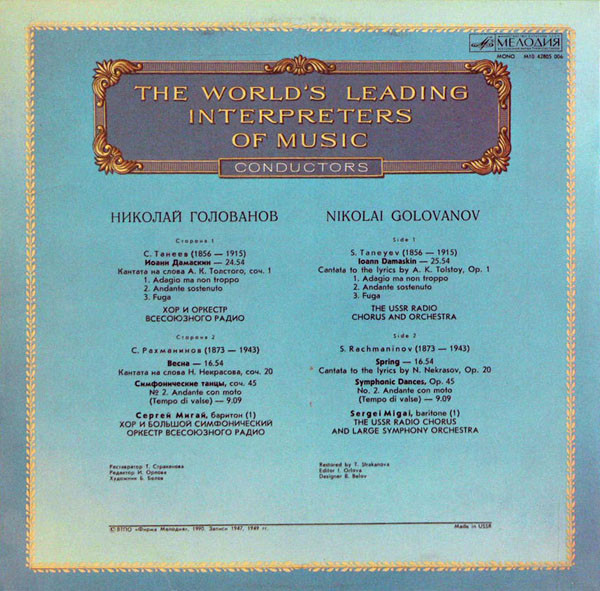 МЕЛОДИЯ
MONO M10 42805 006
THE WORLD'S LEADING
INTERPRETERS
OF MUSIC
CONDUCTORS
НИКОЛАЙ ГОЛОВАНОВ
Сторона 1
С. Танеев (1856 — 1915)
Иоанн Дамаскин — 24.54
Кантата на слова А. К. Толстого, соч. 1
1. Adagio ma non troppo
2. Andante sostenuto
3. Fuga
ХОР И ОРКЕСТР
ВСЕСОЮЗНОГО РАДИО
Сторона 2
С. Рахманинов (1873 — 1943)
Весна — 16.54
Кантата на слова Н. Некрасова, соч. 20
Симфонические танцы, соч. 45
№ 2. Andante con moto
(Tempo di valse) — 9.09
Сергей Мигай, баритон (1)
ХОР И БОЛЬШОЙ СИМФОНИЧЕСКИЙ
ОРКЕСТР ВСЕСОЮЗНОГО РАДИО
Реставратор Т. Страканова
Редактор И. Орлова
Художник Б. Белов
NIKOLAI GOLOVANOV
Side 1
S. Taneyev (1856 — 1915)
Ioann Damaskin — 25.54
Cantata to the lyrics by A. K. Tolstoy, Op. 1
1. Adagio ma non troppo
2. Andante sostenuto
3. Fuga
THE USSR RADIO
CHORUS AND ORCHESTRA
Side 2
S. Rachmaninov (1873 — 1943)
Spring — 16.54
Cantata to the lyrics by N. Nekrasov, Op. 20
Symphonic Dances, Op. 45
No. 2. Andante con moto
(Tempo di valse) — 9.09
Sergei Migai, baritone (1)
THE USSR RADIO CHORUS
AND LARGE SYMPHONY ORCHESTRA
Restored by T. Strakanova
Editor I. Orlova
Designer B. Belov
© ВТПО «Фирма Мелодия», 1990. Записи 1947, 1949 гг.
Made in USSR